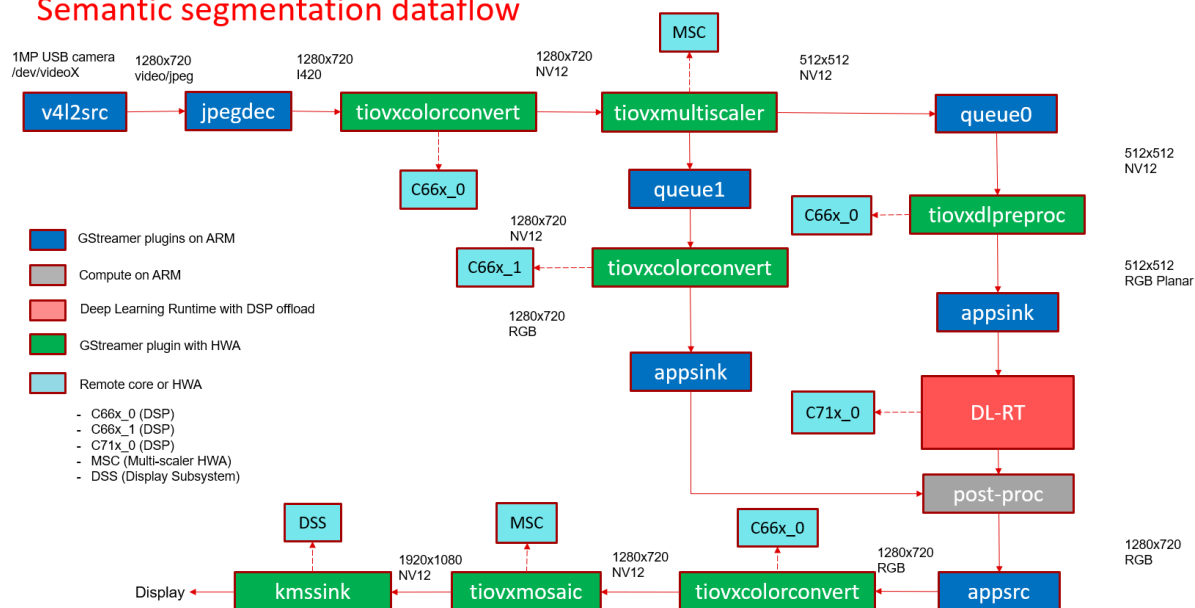 Semantic segmentation dataflow
1MP USB camera
/dev/videoX
1280x720
video/jpeg
1280x720
I420
1280x720
NV12
MSC
512x512
NV12
v4l2src
jpegdec
tiovxcolorconvert
tiovxmultiscaler
queue0
C66x_0
queue1
512x512
NV12
C66x_0
tiovxdlpreproc
1280x720
NV12
C66x_1
tiovxcolorconvert
512x512
RGB Planar
1280x720
RGB
appsink
appsink
GStreamer plugins on ARM
Compute on ARM
Deep Learning Runtime with DSP offload
GStreamer plugin with HWA
Remote core or HWA
- C66x_0 (DSP)
- C66x_1 (DSP)
- C71x_0 (DSP)
- MSC (Multi-scaler HWA)
- DSS (Display Subsystem)
C71x_0
DL-RT
post-proc
DSS
MSC
C66x_0
1280x720
RGB
1920x1080
NV12
1280x720
NV12
1280x720
RGB
Display
kmssink
tiovxmosaic
tiovxcolorconvert
appsrc